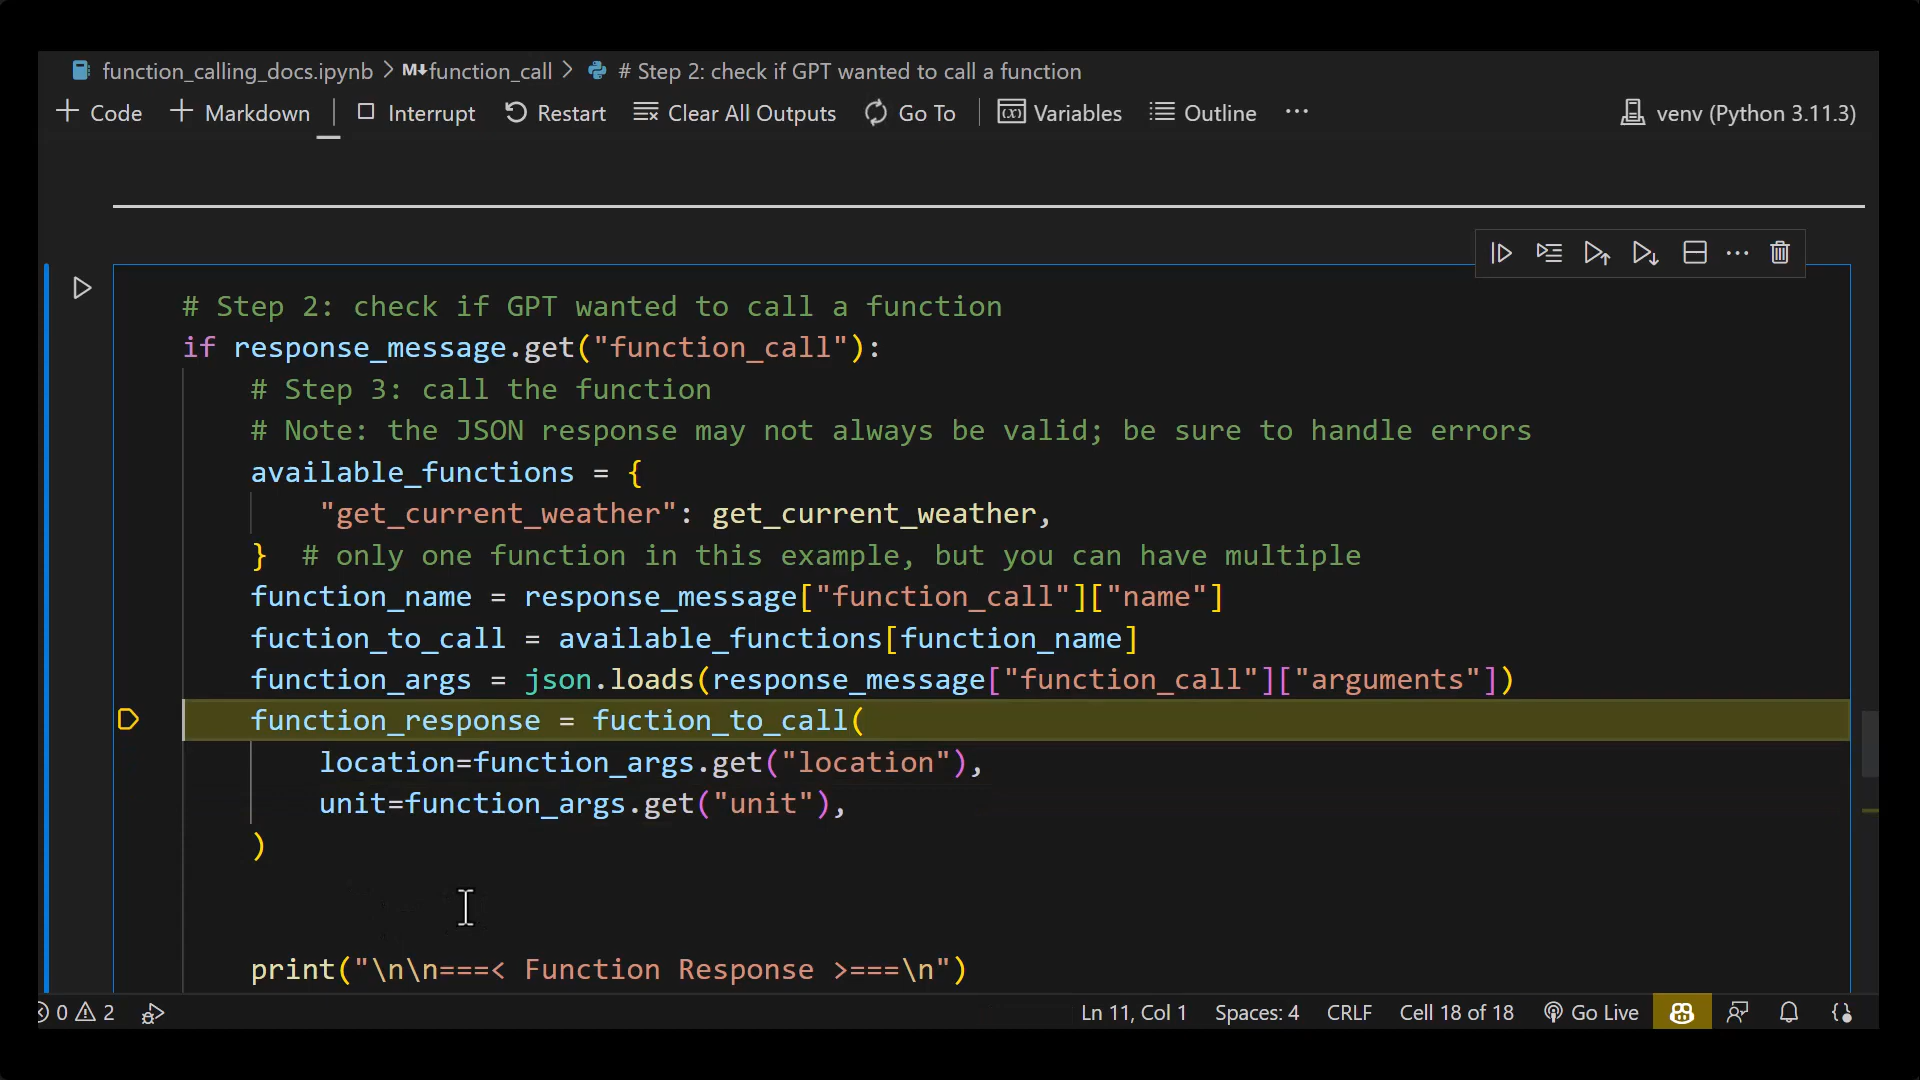 function_calling_docs.ipynb > M↓function_call > # Step 2: check if GPT wanted to call a function
+ Code + Markdown | Interrupt Restart Clear All Outputs Go To | Variables Outline ··· venv (Python 3.11.3)
# Step 2: check if GPT wanted to call a function
if response_message.get("function_call"):
# Step 3: call the function
# Note: the JSON response may not always be valid; be sure to handle errors
available_functions = {
"get_current_weather": get_current_weather,
} # only one function in this example, but you can have multiple
function_name = response_message["function_call"]["name"]
fuction_to_call = available_functions[function_name]
function_args = json.loads(response_message["function_call"]["arguments"])
function_response = fuction_to_call(
location=function_args.get("location"),
unit=function_args.get("unit"),
)
print("\n\n===< Function Response >===\n")
0 2 Ln 11, Col 1 Spaces: 4 CRLF Cell 18 of 18 Go Live